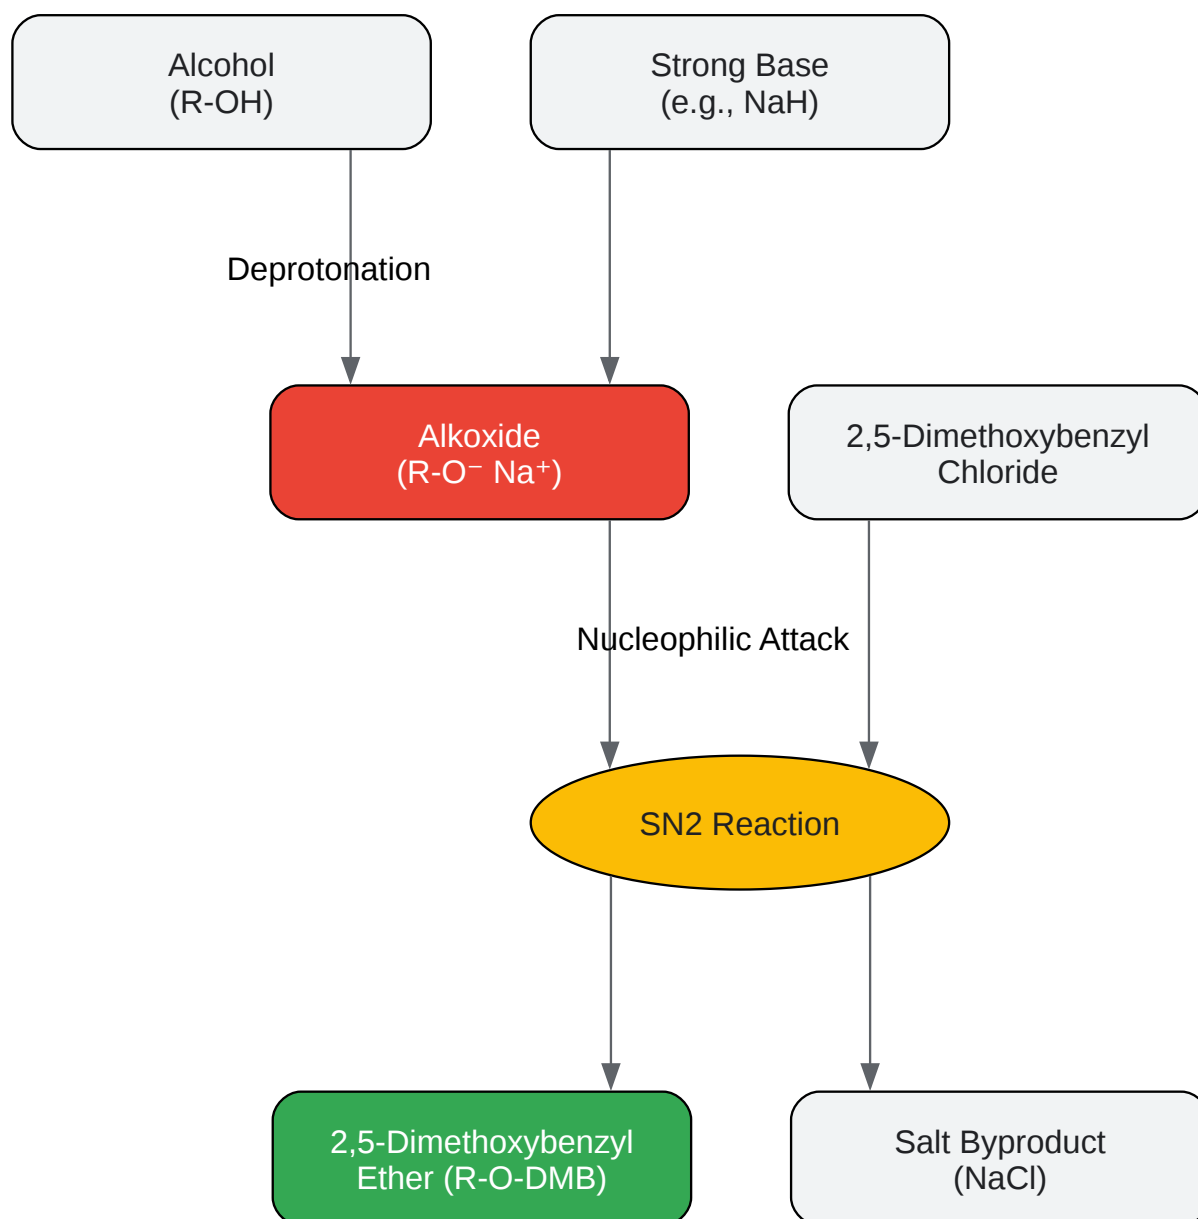 Alcohol
(R-OH)
Strong Base
(e.g., NaH)
Deprotonation
Alkoxide
(R-O⁻ Na⁺)
2,5-Dimethoxybenzyl
Chloride
Nucleophilic Attack
SN2 Reaction
2,5-Dimethoxybenzyl
Ether (R-O-DMB)
Salt Byproduct
(NaCl)